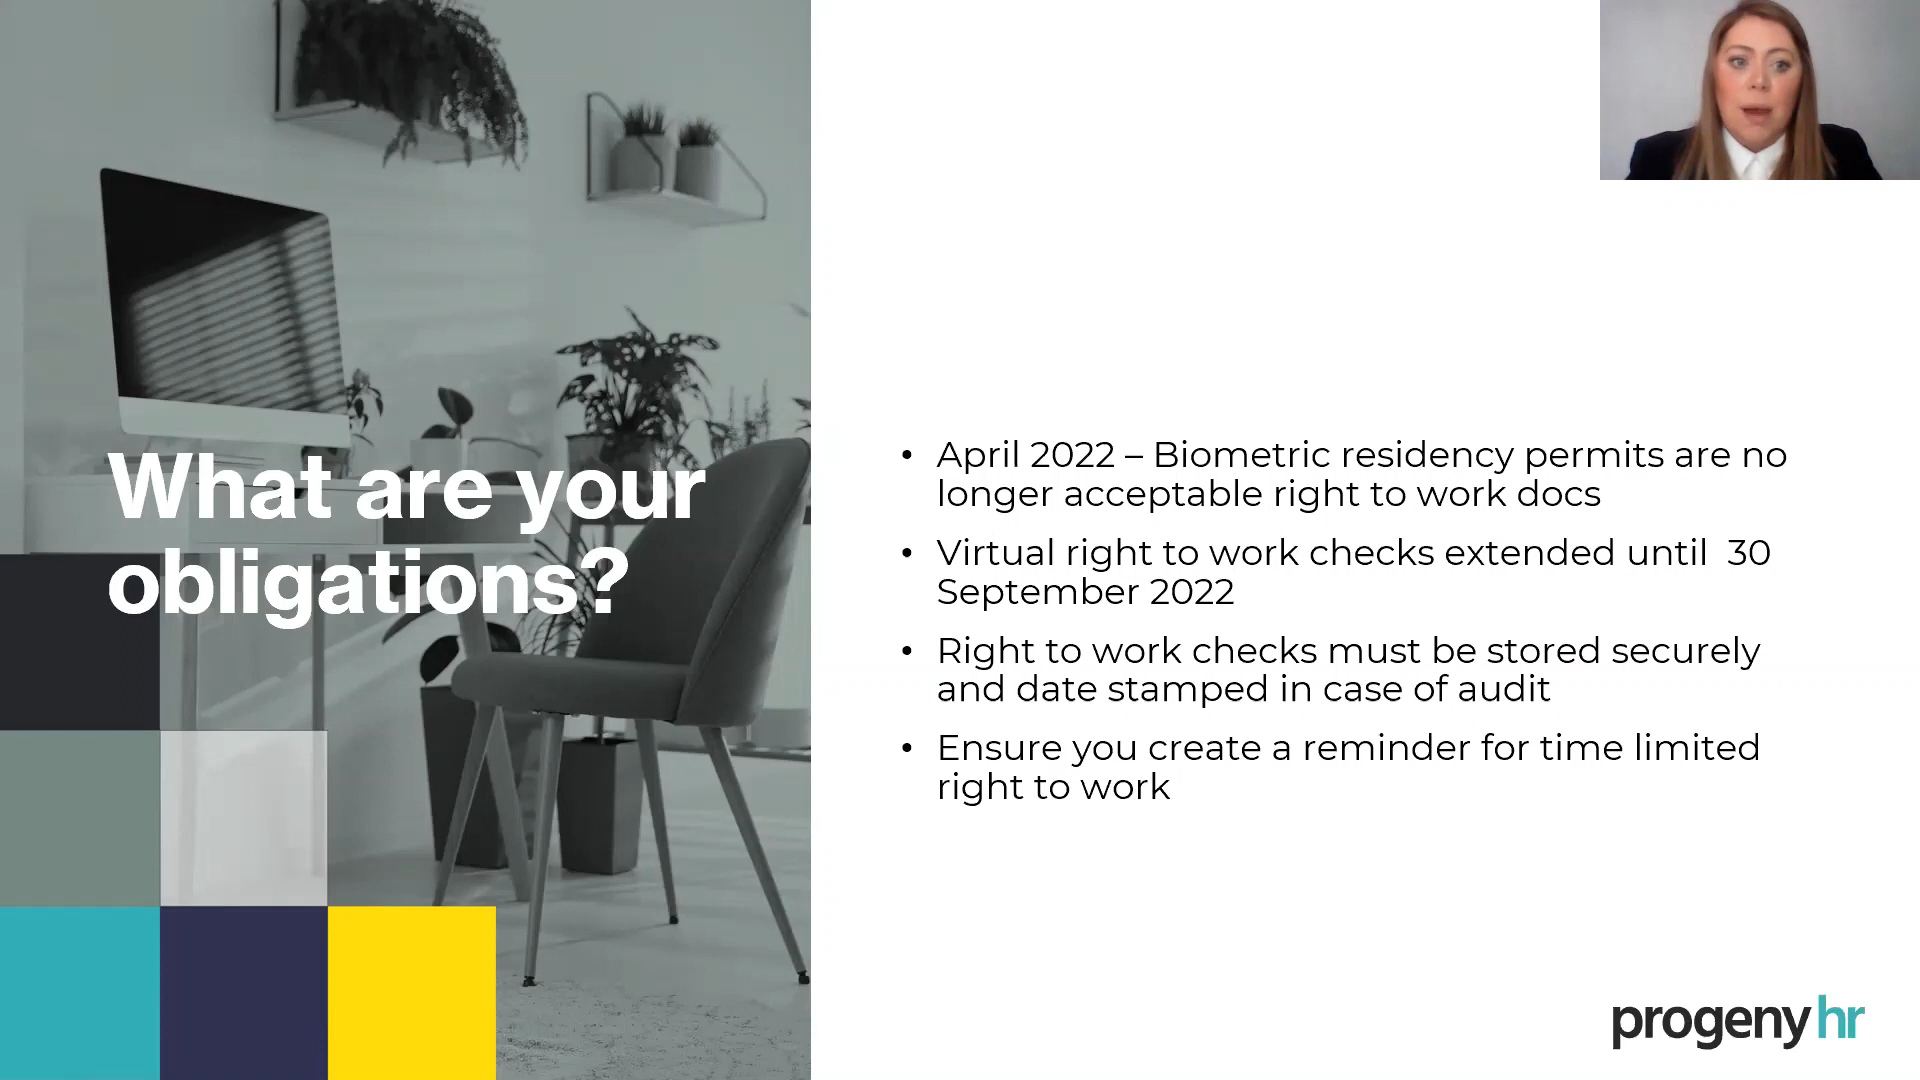 What are your
obligations?
• April 2022 – Biometric residency permits are no
longer acceptable right to work docs
• Virtual right to work checks extended until  30
September 2022
• Right to work checks must be stored securely
and date stamped in case of audit
• Ensure you create a reminder for time limited
right to work
progeny hr